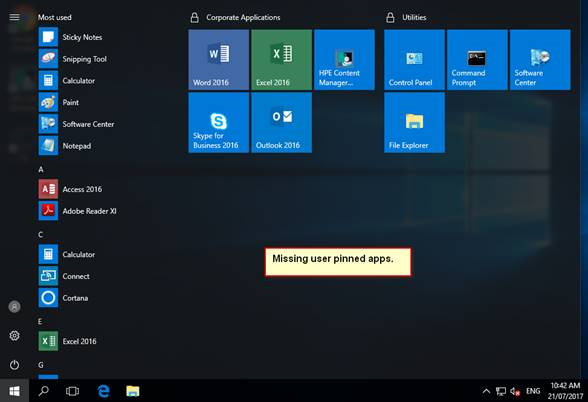 Most used
Sticky Notes
Snipping Tool
Calculator
Paint
Software Center
Notepad
A
Access 2016
Adobe Reader XI
C
Calculator
Connect
Cortana
E
Excel 2016
G
Corporate Applications
Word 2016
Excel 2016
HPE Content
Manager...
Skype for
Business 2016
Outlook 2016
Utilities
Control Panel
Command
Prompt
Software
Center
File Explorer
Missing user pinned apps.
ENG
10:42 AM
21/07/2017